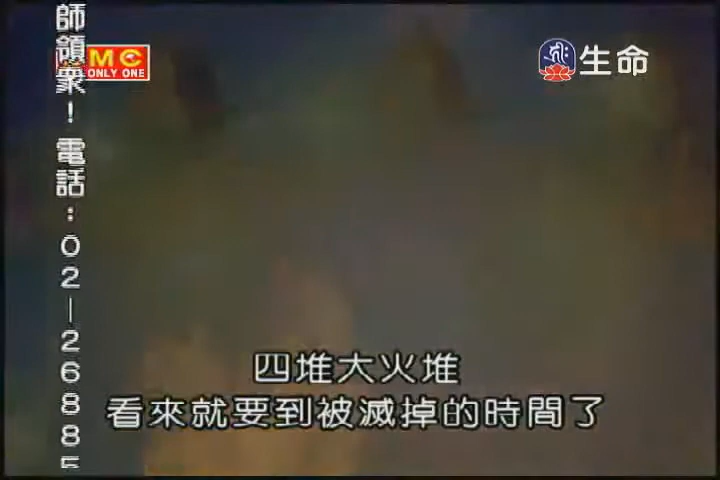 師領衆！電話：02-26885
MC
ONLY ONE
生命
四堆大火堆
看來就要到被滅掉的時間了